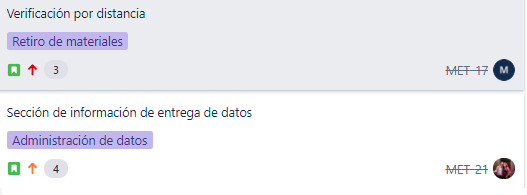 Verificación por distancia
Retiro de materiales
3 MET-17 M
Sección de información de entrega de datos
Administración de datos
4 MET-21